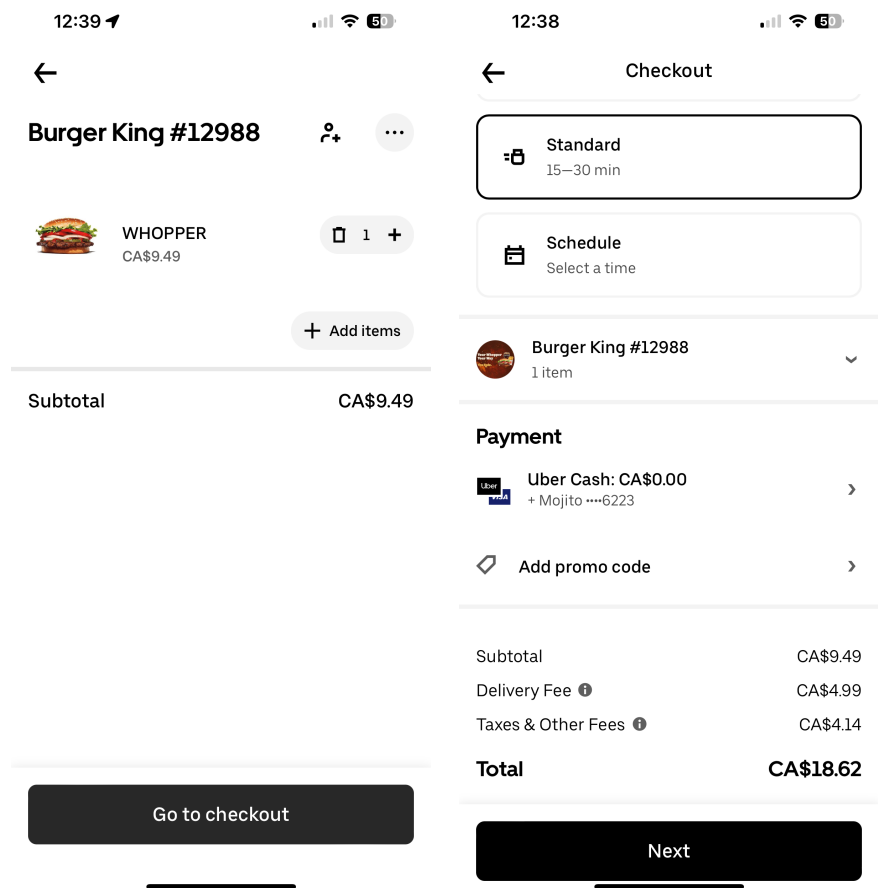 12:39
50
Burger King #12988
WHOPPER
CA$9.49
1
Add items
Subtotal
CA$9.49
Go to checkout
12:38
50
Checkout
Standard
15—30 min
Schedule
Select a time
Burger King #12988
1 item
Payment
Uber
VISA
Uber Cash: CA$0.00
+ Mojito ••••6223
Add promo code
Subtotal
CA$9.49
Delivery Fee
CA$4.99
Taxes & Other Fees
CA$4.14
Total
CA$18.62
Next